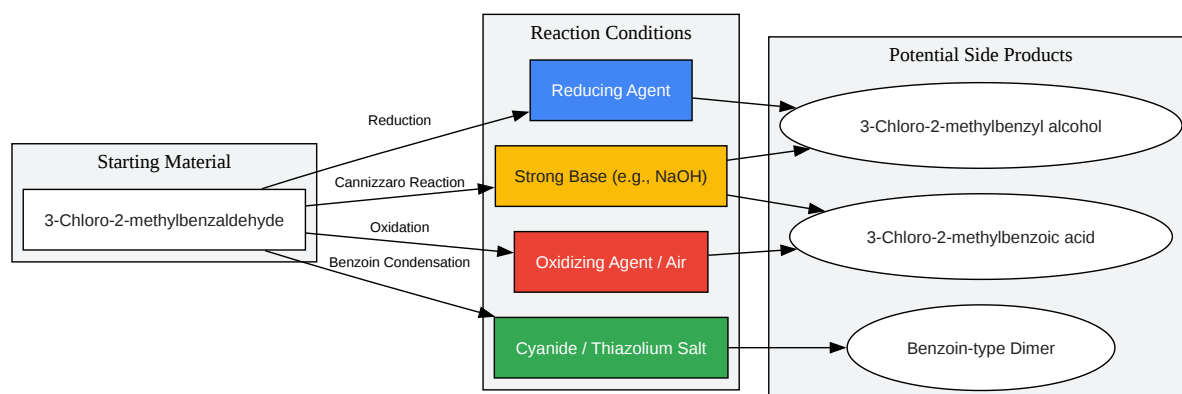 Starting Material
3-Chloro-2-methylbenzaldehyde
Reduction
Cannizzaro Reaction
Oxidation
Benzoin Condensation
Reaction Conditions
Reducing Agent
Strong Base (e.g., NaOH)
Oxidizing Agent / Air
Cyanide / Thiazolium Salt
Potential Side Products
3-Chloro-2-methylbenzyl alcohol
3-Chloro-2-methylbenzoic acid
Benzoin-type Dimer